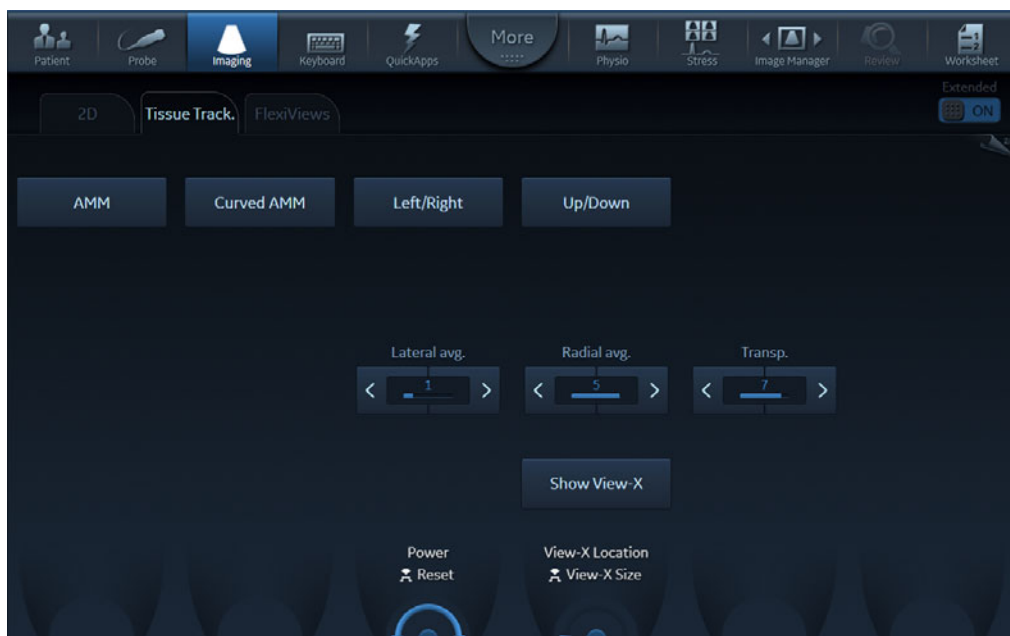 Patient
Probe
Imaging
Keyboard
QuickApps
More
Physio
Stress
Image Manager
Review
Worksheet
2D
Tissue Track.
FlexiViews
Extended
ON
AMM
Curved AMM
Left/Right
Up/Down
Lateral avg.
Radial avg.
Transp.
1
5
7
Show View-X
Power
Reset
View-X Location
View-X Size